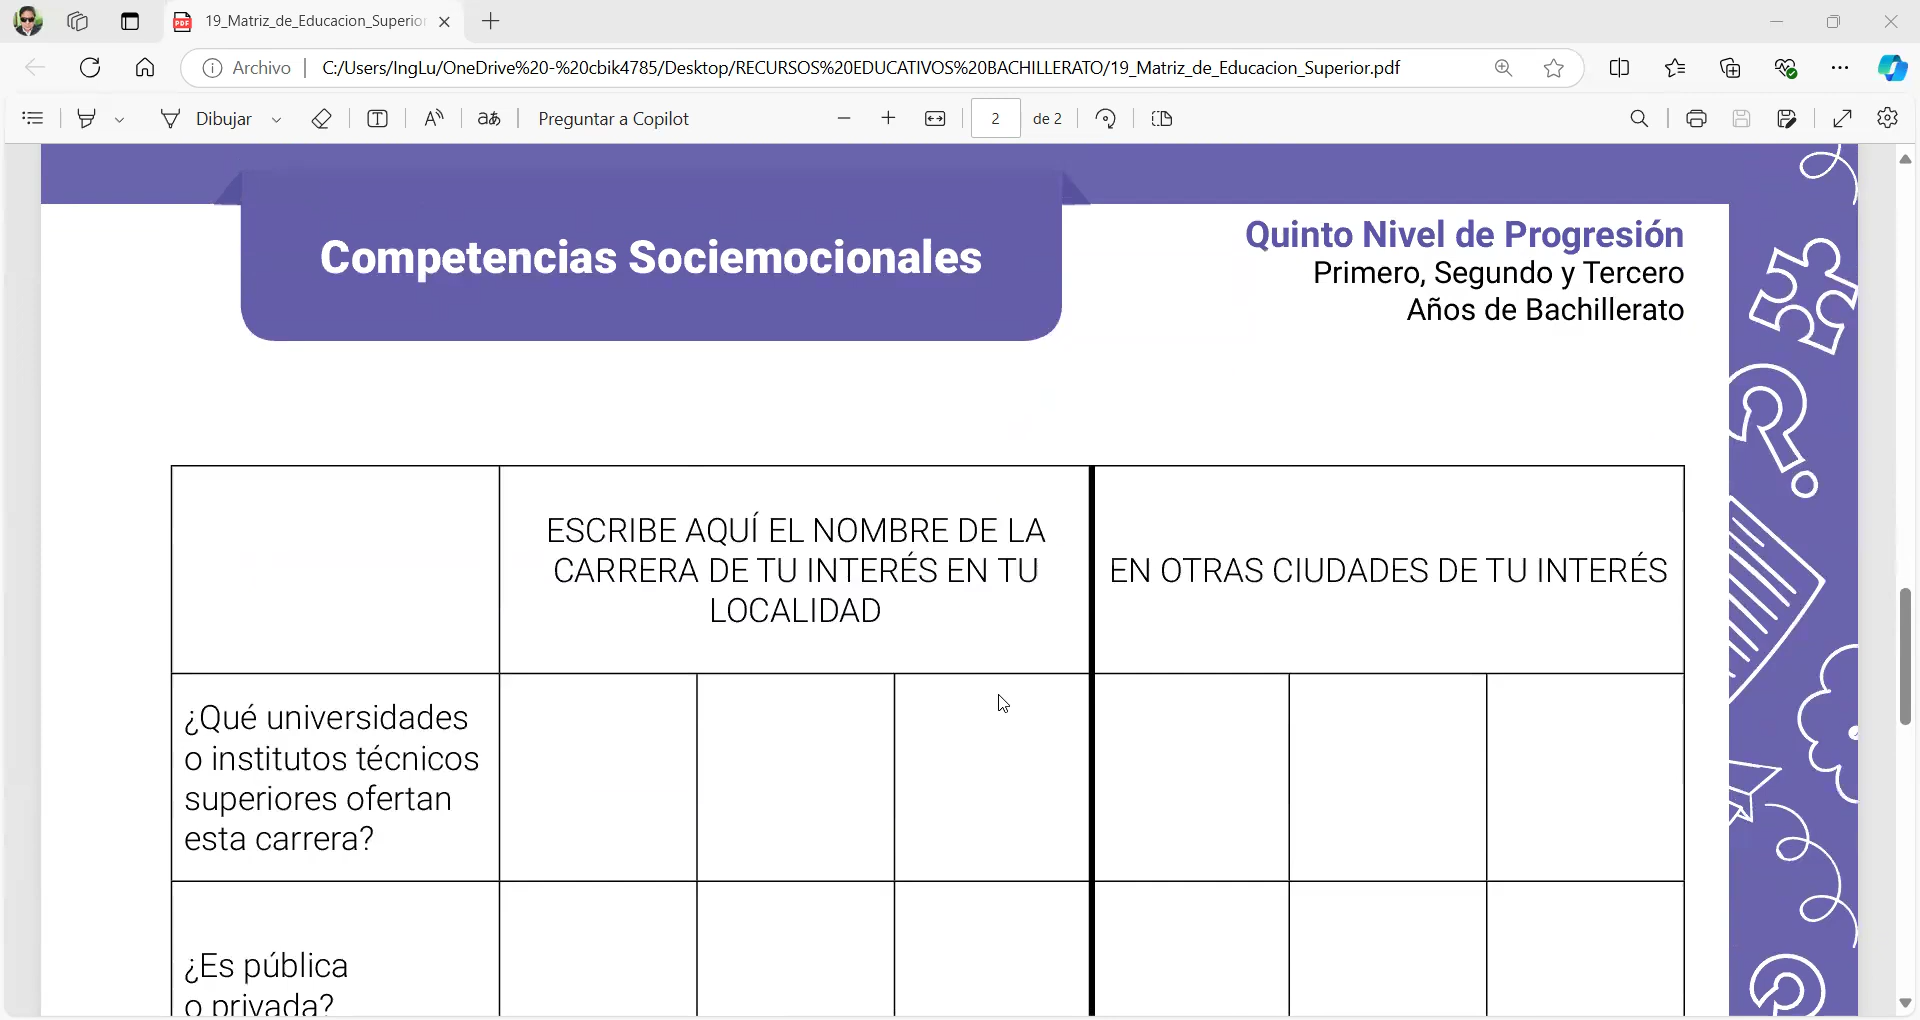 19_Matriz_de_Educacion_Superior
Archivo
C:/Users/IngLu/OneDrive%20-%20cbik4785/Desktop/RECURSOS%20EDUCATIVOS%20BACHILLERATO/19_Matriz_de_Educacion_Superior.pdf
Dibujar
Preguntar a Copilot
2
de 2
Competencias Sociemocionales
Quinto Nivel de Progresión
Primero, Segundo y Tercero
Años de Bachillerato
ESCRIBE AQUÍ EL NOMBRE DE LA
CARRERA DE TU INTERÉS EN TU
LOCALIDAD
EN OTRAS CIUDADES DE TU INTERÉS
¿Qué universidades
o institutos técnicos
superiores ofertan
esta carrera?
¿Es pública
o privada?